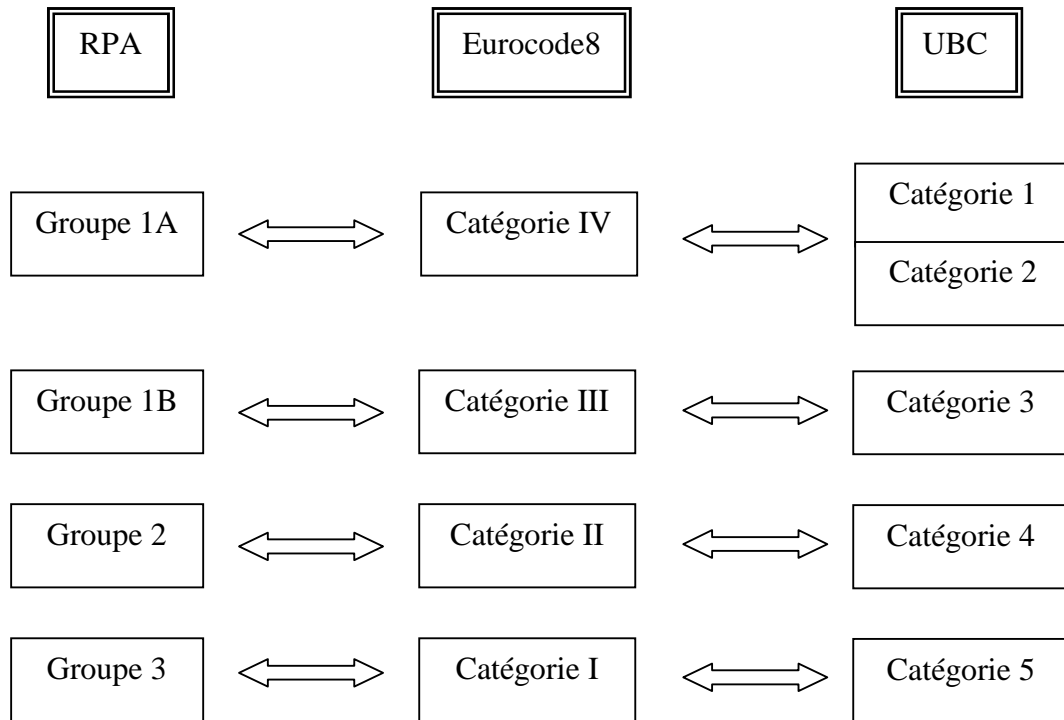 RPA
Eurocode8
UBC
Groupe 1A
Catégorie IV
Catégorie 1
Catégorie 2
Groupe 1B
Catégorie III
Catégorie 3
Groupe 2
Catégorie II
Catégorie 4
Groupe 3
Catégorie I
Catégorie 5